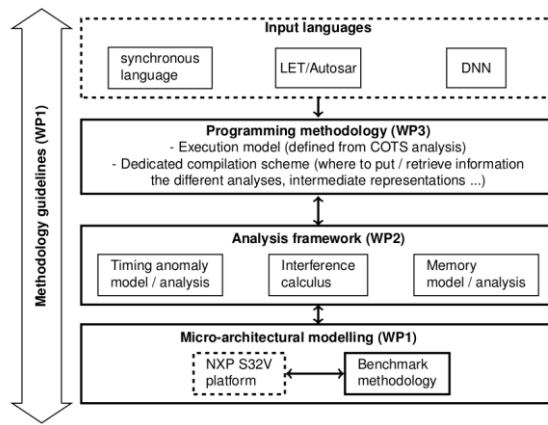 Methodology guidelines (WP1)
Input languages
synchronous
language
LET/Autosar
DNN
Programming methodology (WP3)
- Execution model (defined from COTS analysis)
- Dedicated compilation scheme (where to put / retrieve information
the different analyses, intermediate representations ...)
Analysis framework (WP2)
Timing anomaly
model / analysis
Interference
calculus
Memory
model / analysis
Micro-architectural modelling (WP1)
NXP S32V
platform
Benchmark
methodology